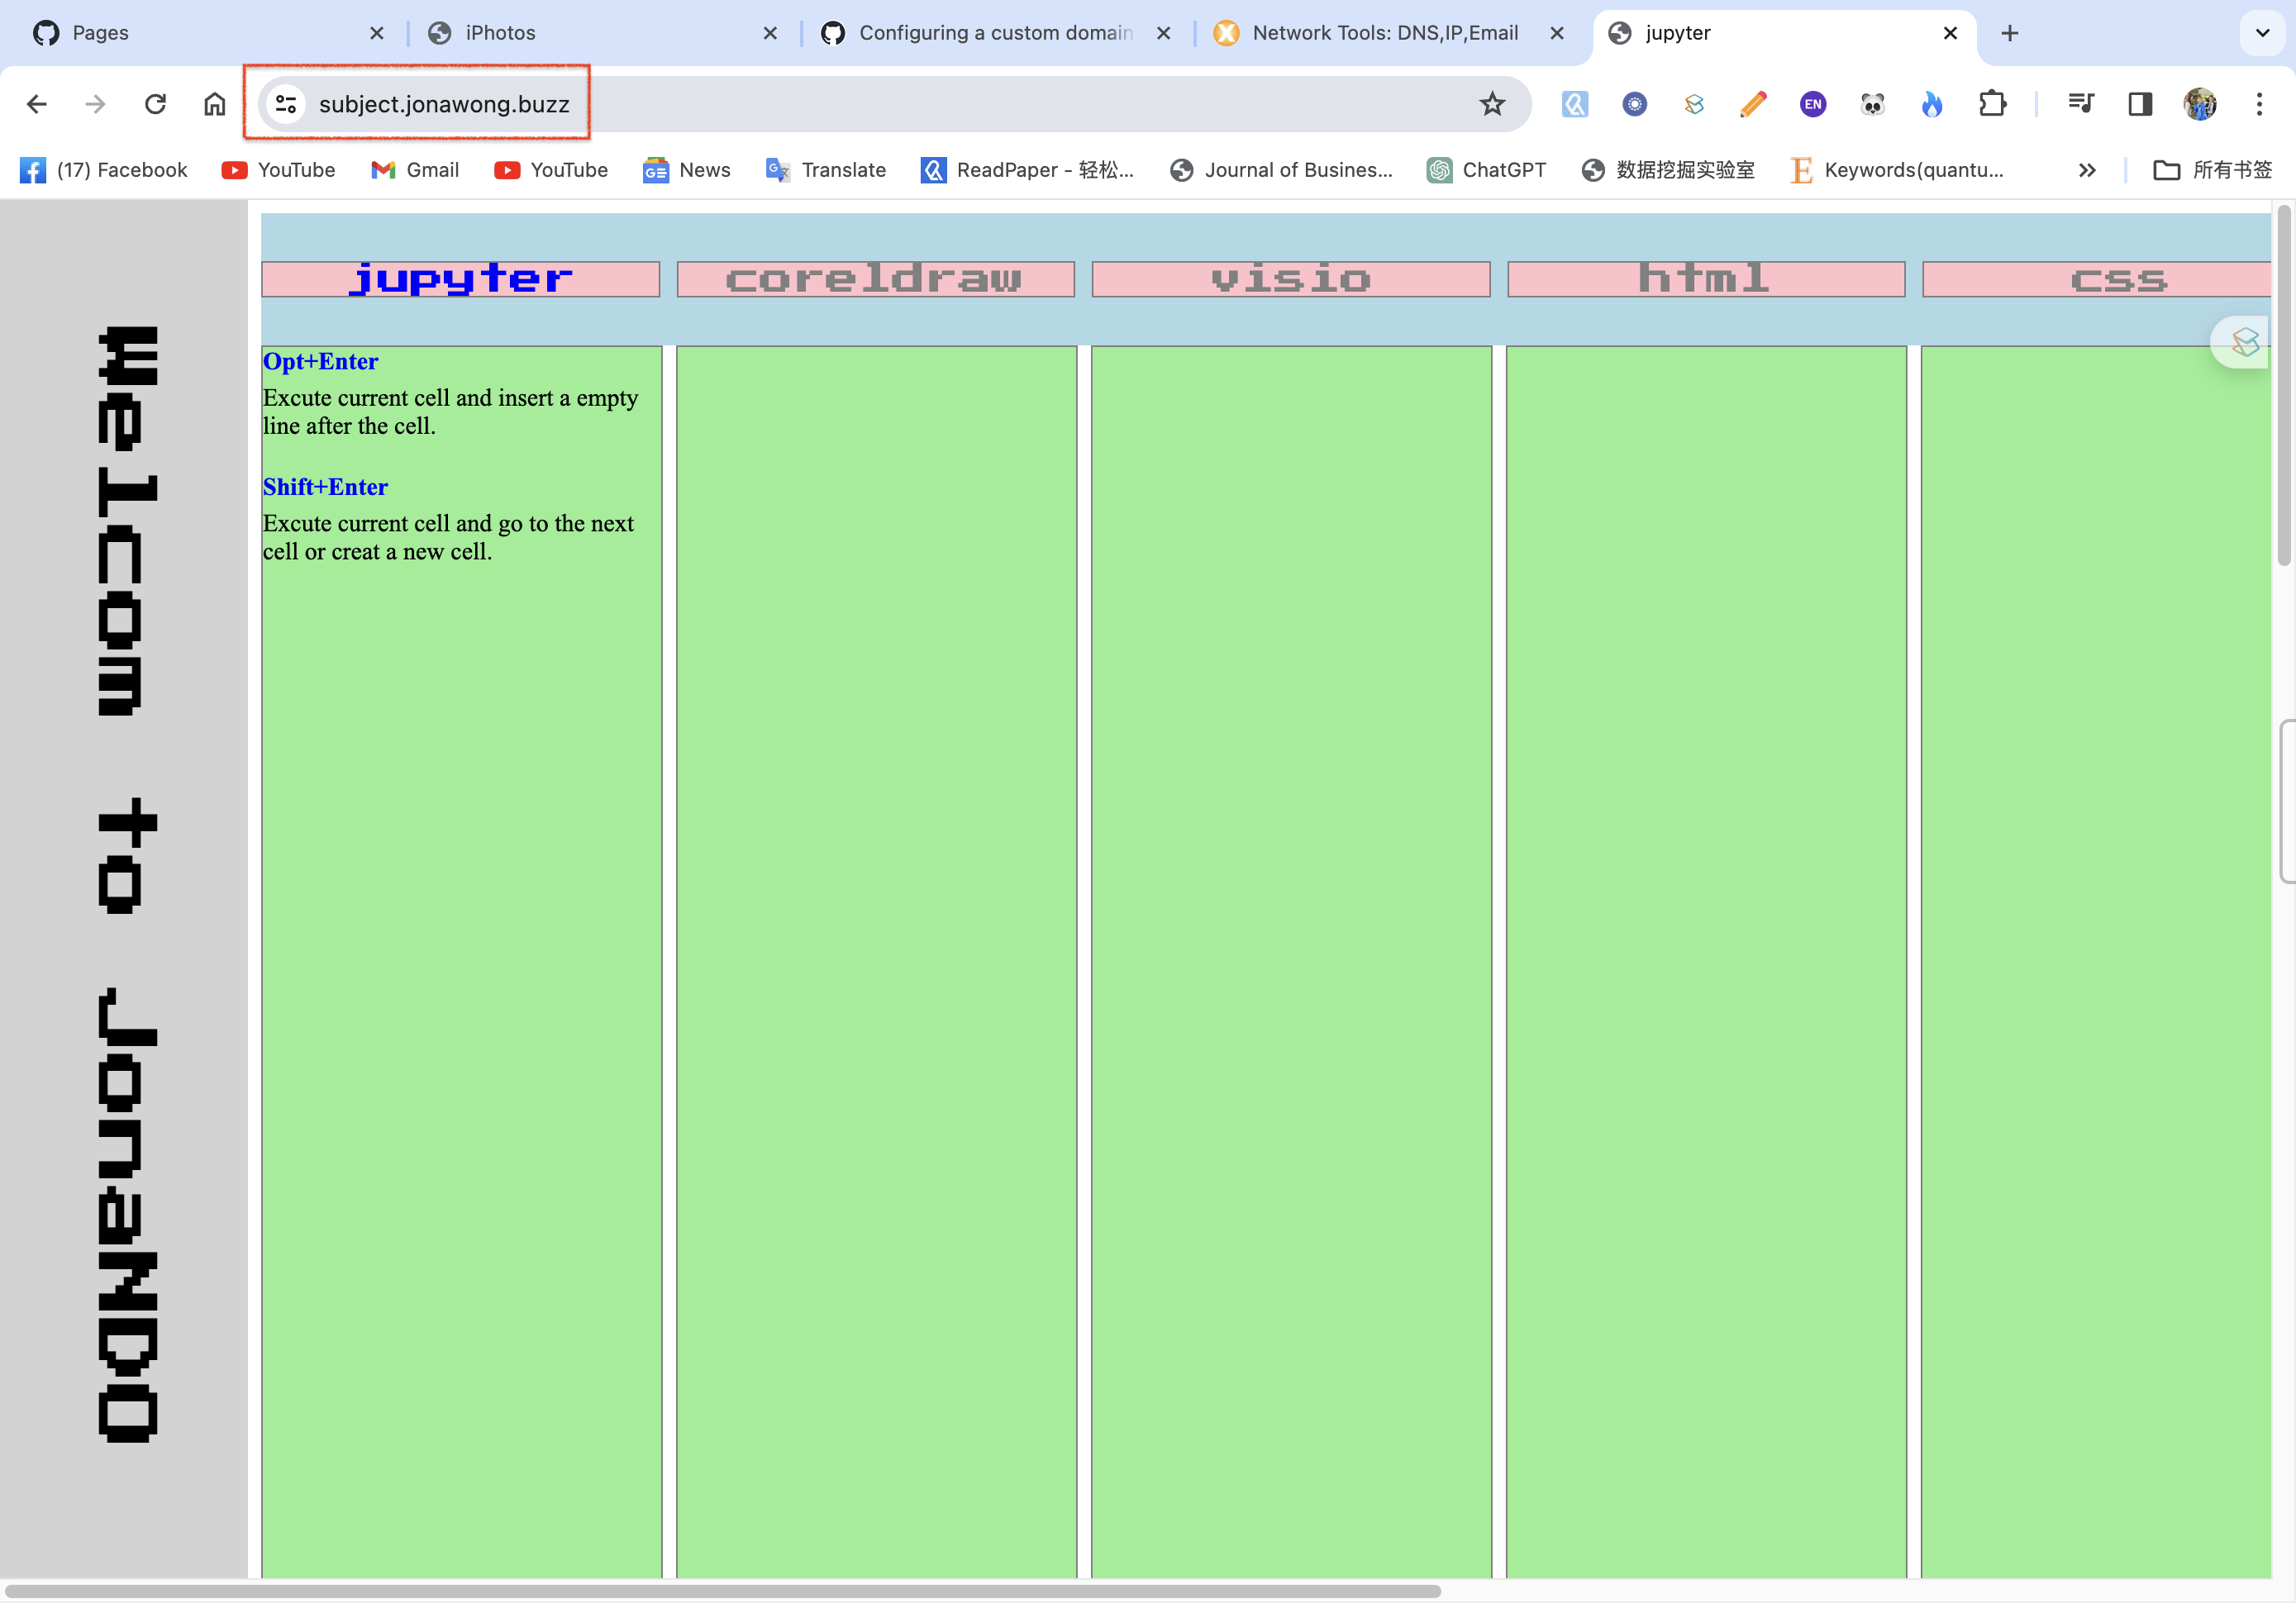 Pages
iPhotos
Configuring a custom domain
Network Tools: DNS,IP,Email
jupyter
subject.jonawong.buzz
EN
(17) Facebook
YouTube
Gmail
YouTube
News
Translate
ReadPaper - 轻松...
Journal of Busines...
ChatGPT
数据挖掘实验室
Keywords(quantu...
所有书签
Welcom to JonaNDO
jupyter
coreldraw
visio
html
css
Opt+Enter
Excute current cell and insert a empty
line after the cell.
Shift+Enter
Excute current cell and go to the next
cell or creat a new cell.